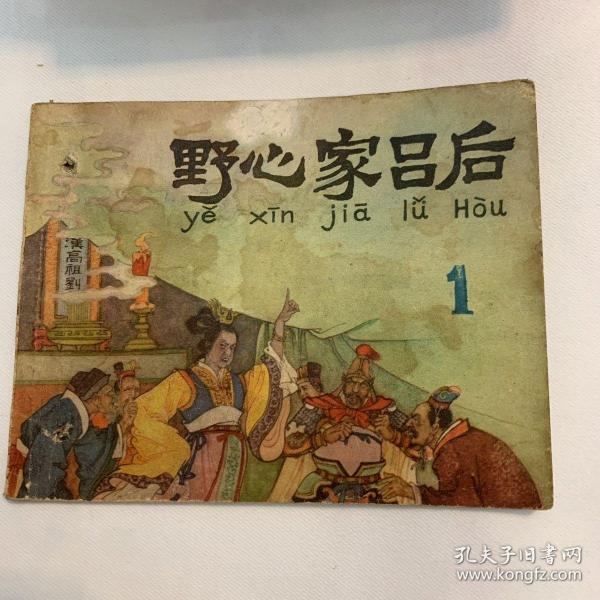 野心家吕后
yě xīn jiā lǚ Hòu
1
漢高祖劉
孔夫子旧书网
www.kongfz.com